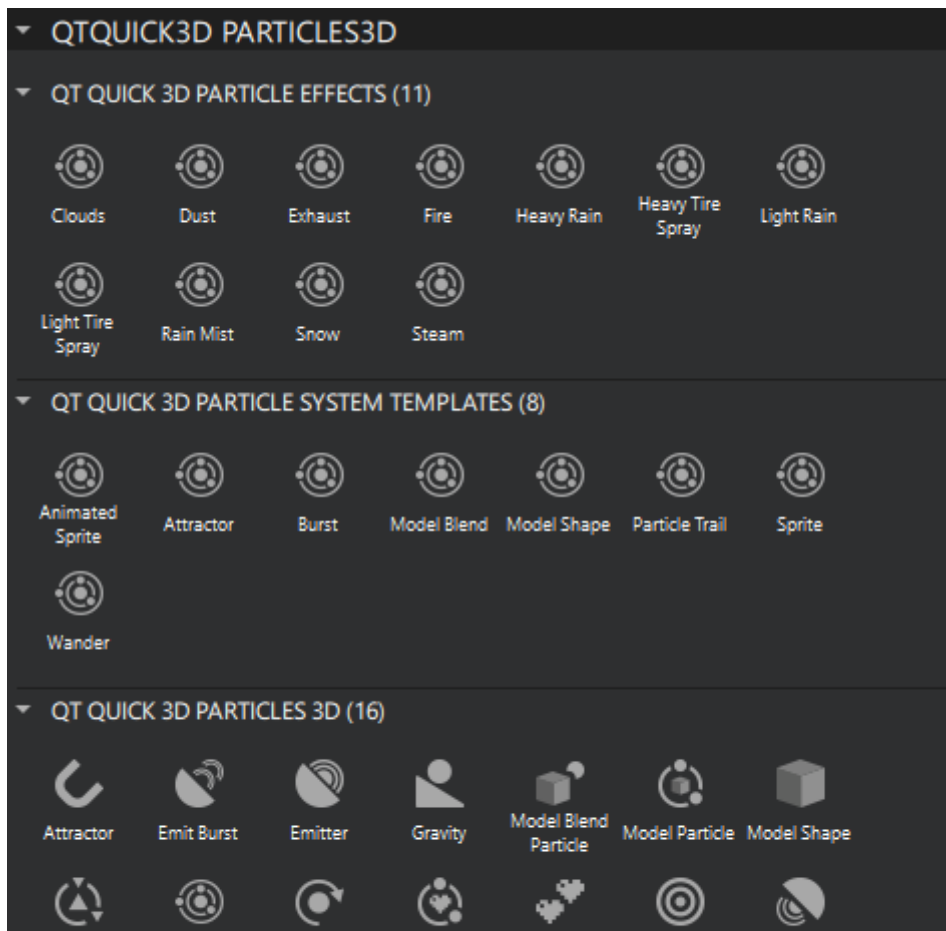 QTQUICK3D PARTICLES3D
QT QUICK 3D PARTICLE EFFECTS (11)
Clouds Dust Exhaust Fire Heavy Rain Heavy Tire Spray Light Rain
Light Tire Spray Rain Mist Snow Steam
QT QUICK 3D PARTICLE SYSTEM TEMPLATES (8)
Animated Sprite Attractor Burst Model Blend Model Shape Particle Trail Sprite
Wander
QT QUICK 3D PARTICLES 3D (16)
Attractor Emit Burst Emitter Gravity Model Blend Particle Model Particle Model Shape